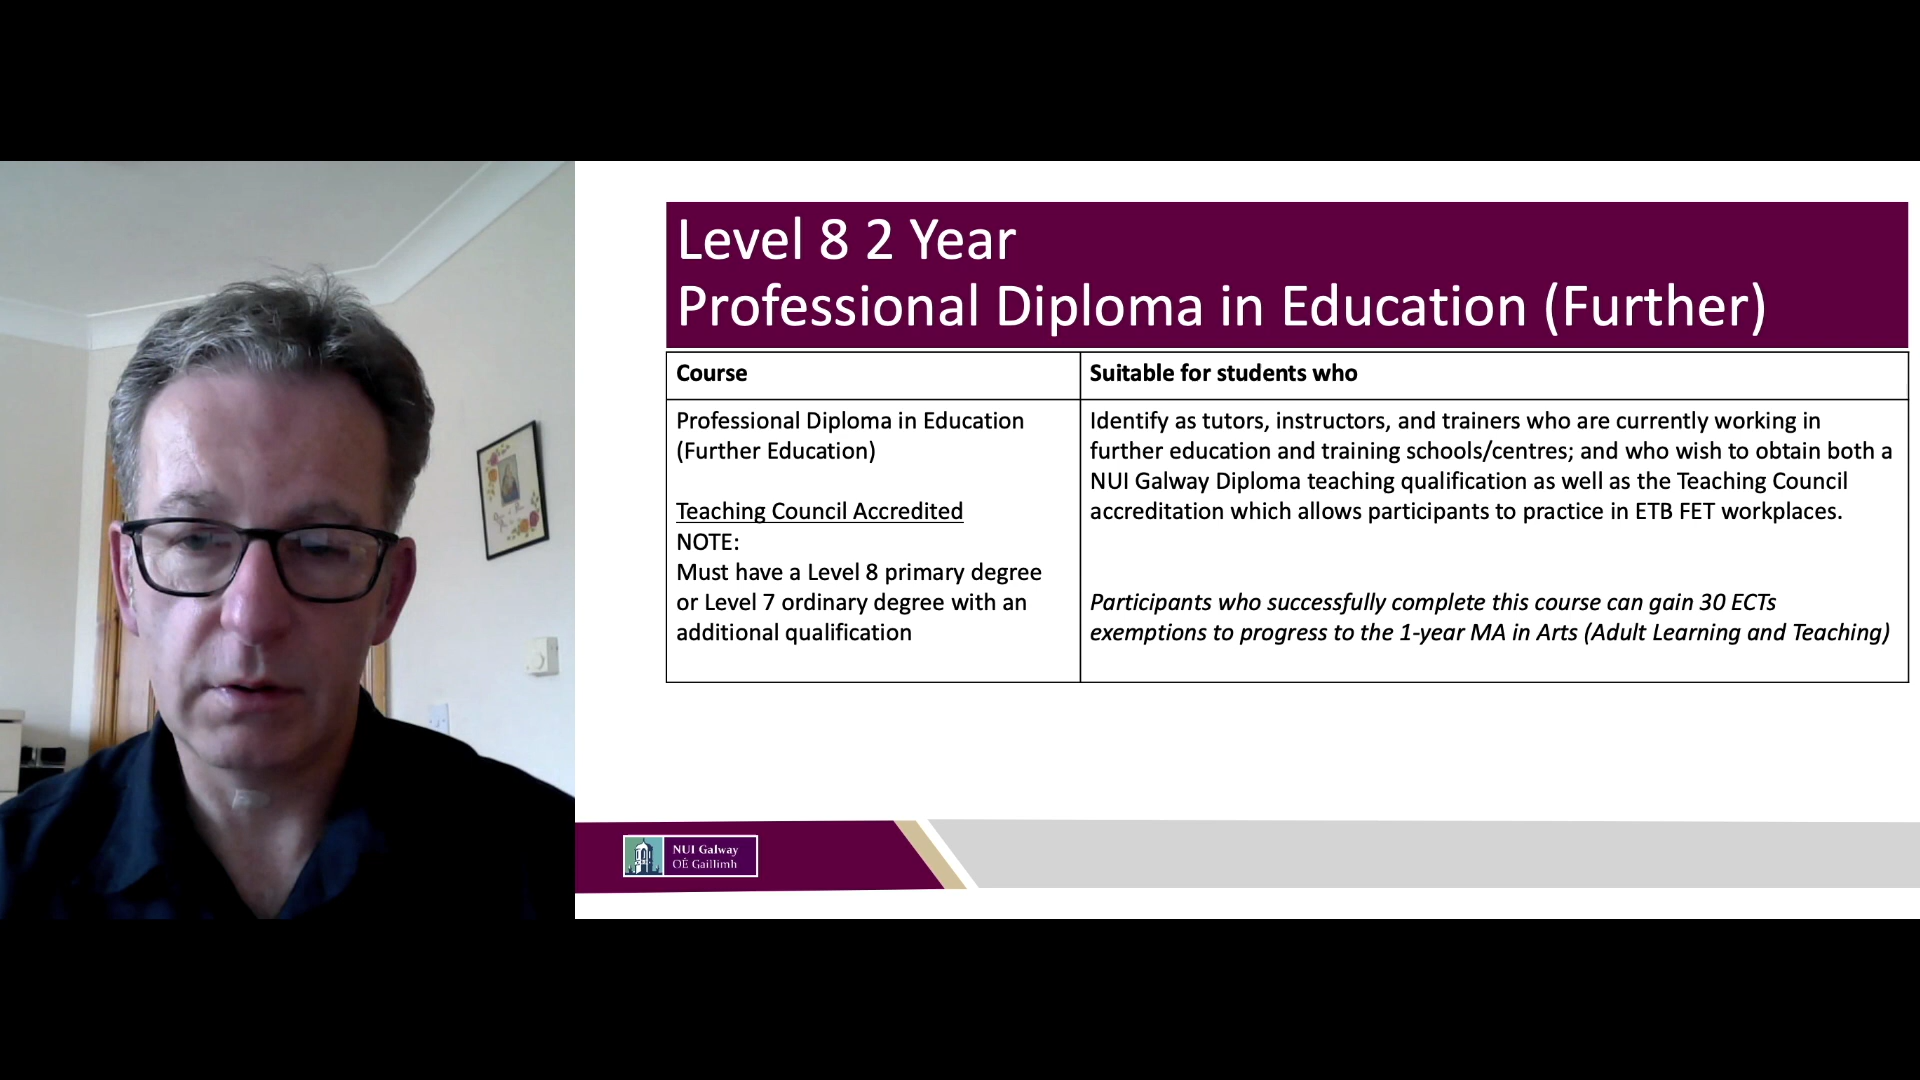 Level 8 2 Year
Professional Diploma in Education (Further)
Course
Suitable for students who
Professional Diploma in Education
(Further Education)
Teaching Council Accredited
NOTE:
Must have a Level 8 primary degree
or Level 7 ordinary degree with an
additional qualification
Identify as tutors, instructors, and trainers who are currently working in
further education and training schools/centres; and who wish to obtain both a
NUI Galway Diploma teaching qualification as well as the Teaching Council
accreditation which allows participants to practice in ETB FET workplaces.
Participants who successfully complete this course can gain 30 ECTs
exemptions to progress to the 1-year MA in Arts (Adult Learning and Teaching)
NUI Galway
OÉ Gaillimh